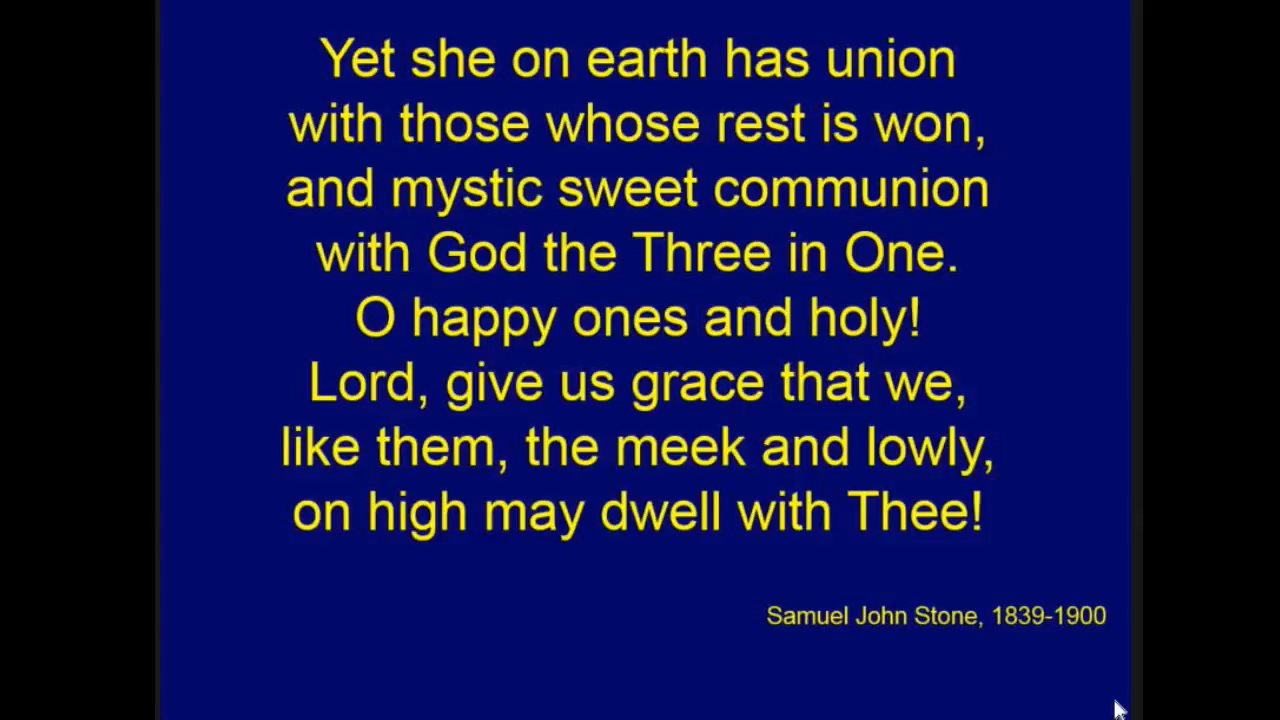 Yet she on earth has union
with those whose rest is won,
and mystic sweet communion
with God the Three in One.
O happy ones and holy!
Lord, give us grace that we,
like them, the meek and lowly,
on high may dwell with Thee!
Samuel John Stone, 1839-1900